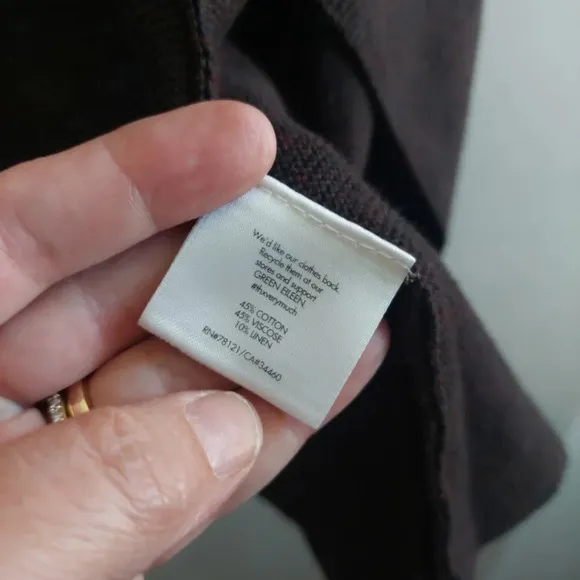 We'd like our clothes back.
Recycle them at our
stores and support
GREEN EILEEN.
#thxverymuch
45% COTTON
45% VISCOSE
10% LINEN
RN#78121/CA#34460